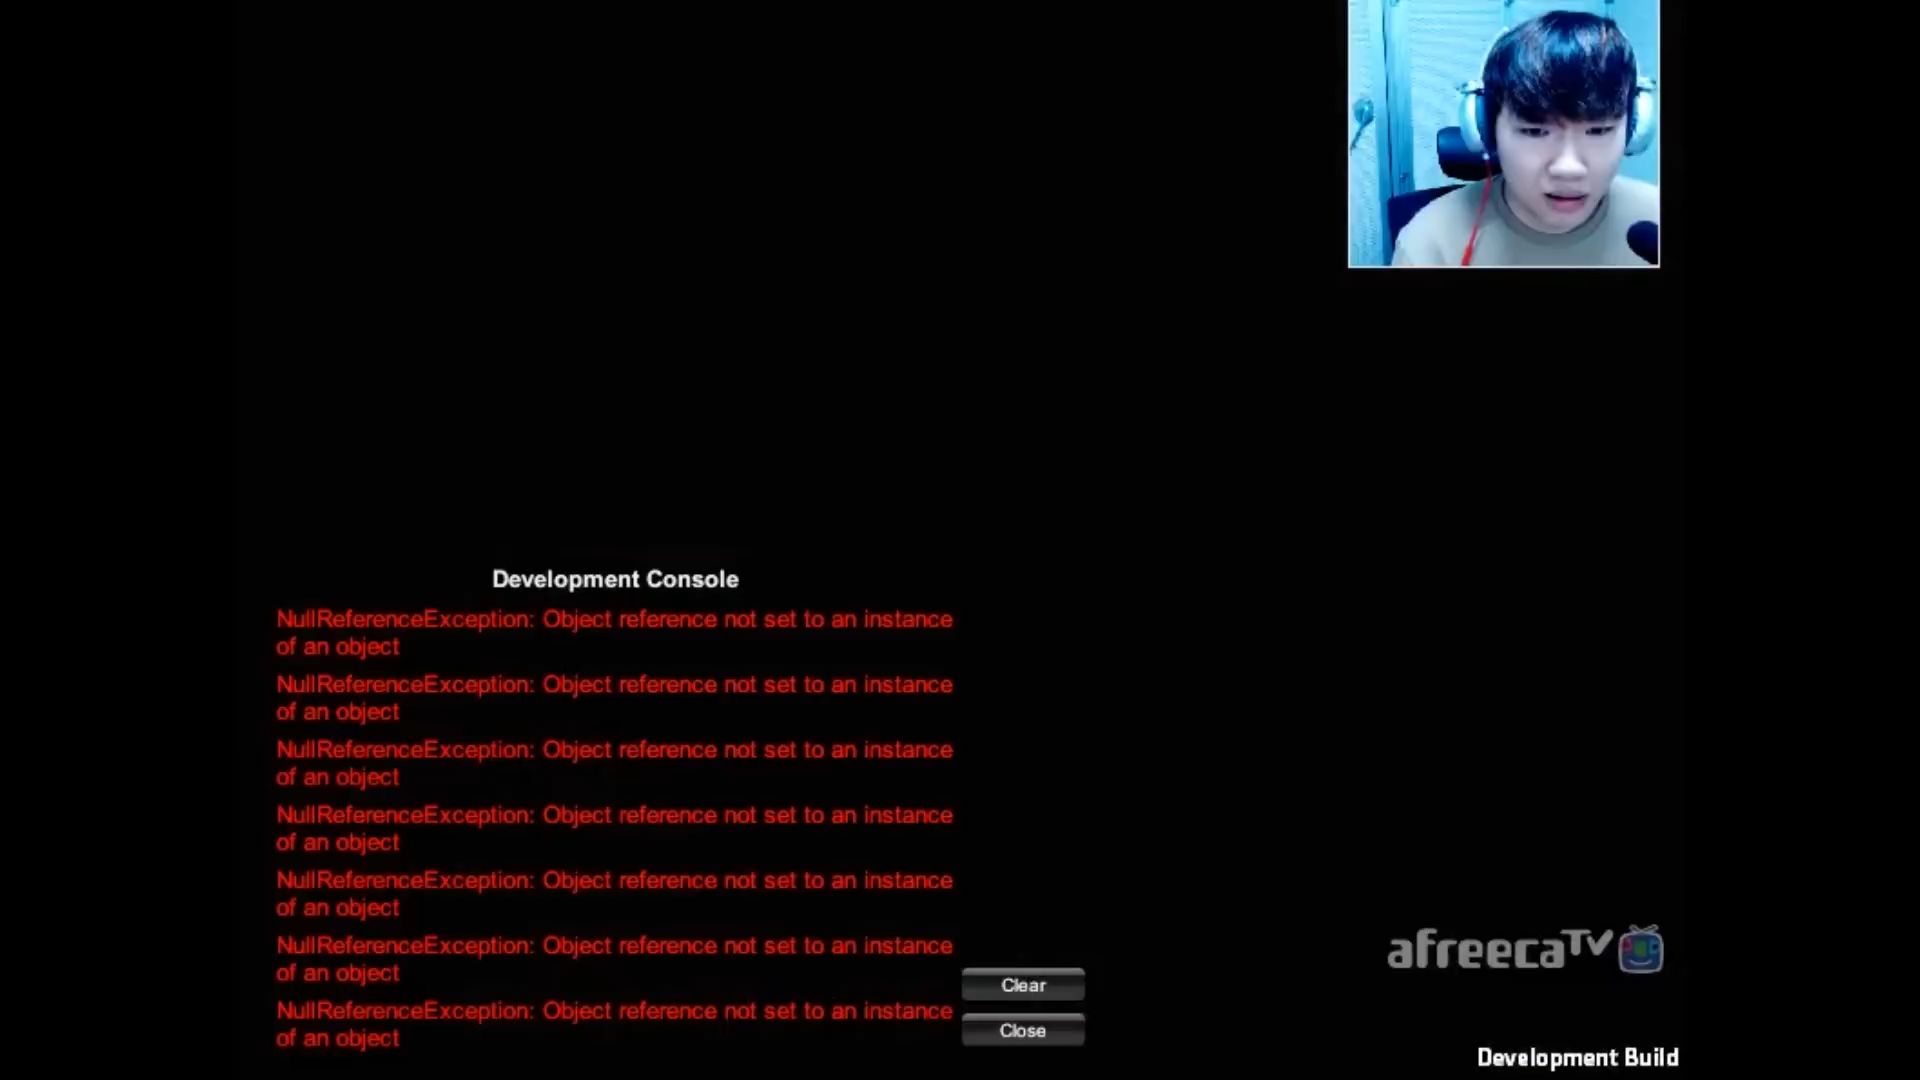 Development Console
NullReferenceException: Object reference not set to an instance
of an object
NullReferenceException: Object reference not set to an instance
of an object
NullReferenceException: Object reference not set to an instance
of an object
NullReferenceException: Object reference not set to an instance
of an object
NullReferenceException: Object reference not set to an instance
of an object
NullReferenceException: Object reference not set to an instance
of an object
NullReferenceException: Object reference not set to an instance
of an object
Clear
Close
afreecaTV
Development Build